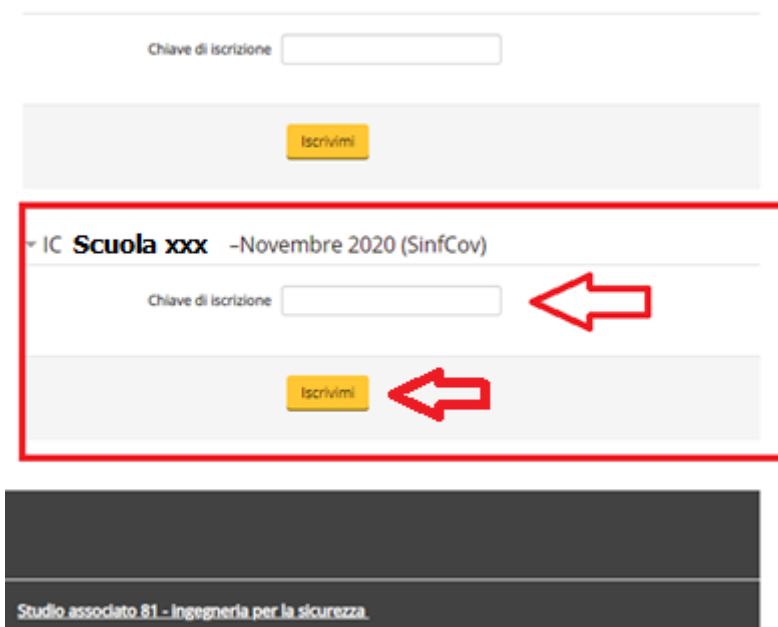 Chiave di iscrizione
Iscrivimi
IC Scuola xxx –Novembre 2020 (SinfCov)
Chiave di iscrizione
Iscrivimi
Studio associato 81 - ingegneria per la sicurezza